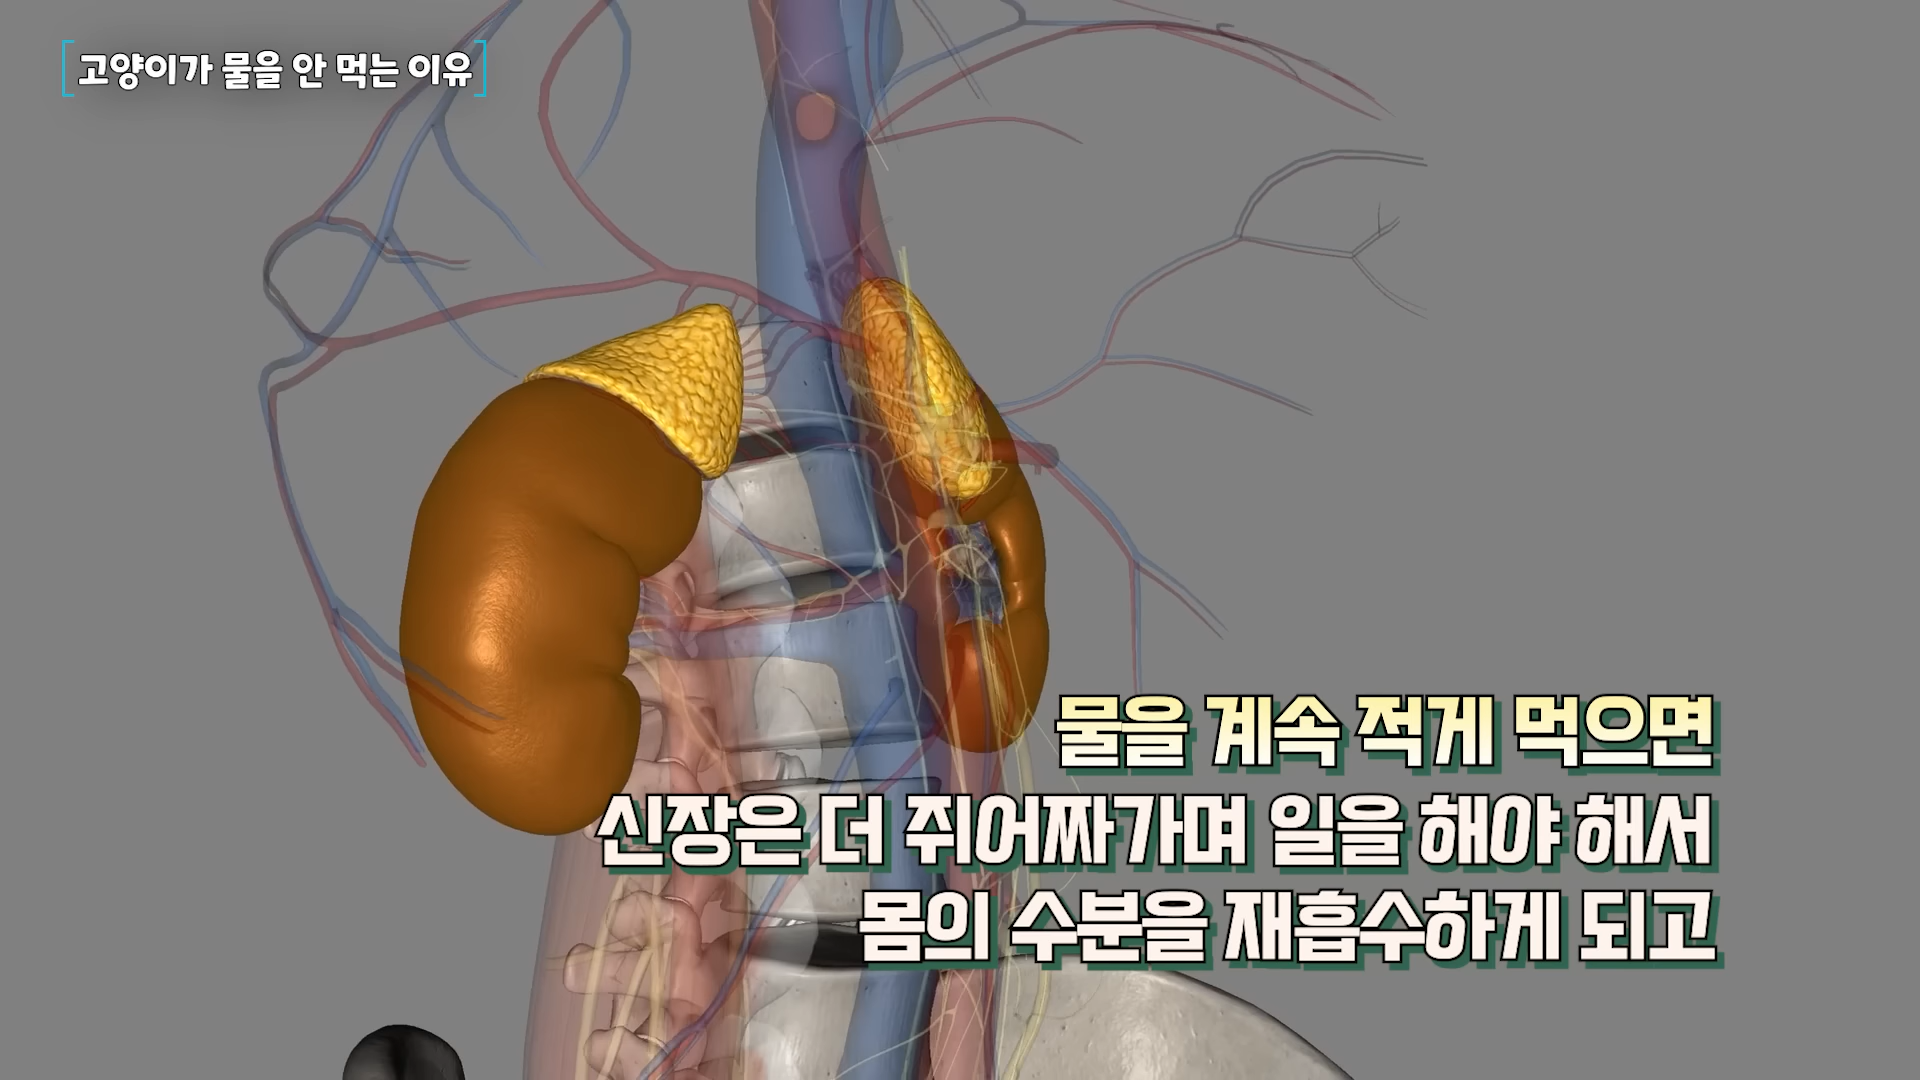 [고양이가 물을 안 먹는 이유]
물을 계속 적게 먹으면
신장은 더 쥐어짜가며 일을 해야 해서
몸의 수분을 재흡수하게 되고